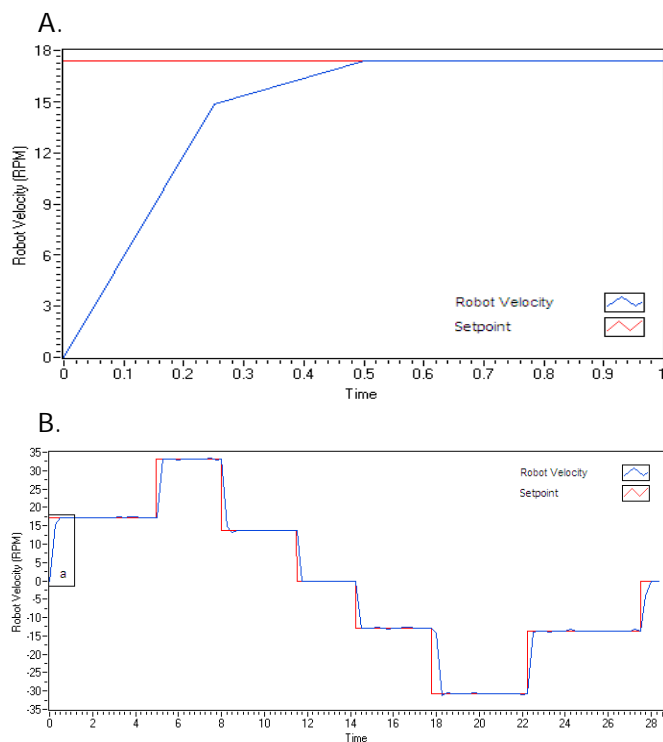 A.
18
15
12
9
6
3
0
Robot Velocity (RPM)
0 0.1 0.2 0.3 0.4 0.5 0.6 0.7 0.8 0.9 1
Time
Robot Velocity
Setpoint
B.
35
30
25
20
15
10
5
0
-5
-10
-15
-20
-25
-30
-35
Robot Velocity (RPM)
a
0 2 4 6 8 10 12 14 16 18 20 22 24 26 28
Time
Robot Velocity
Setpoint